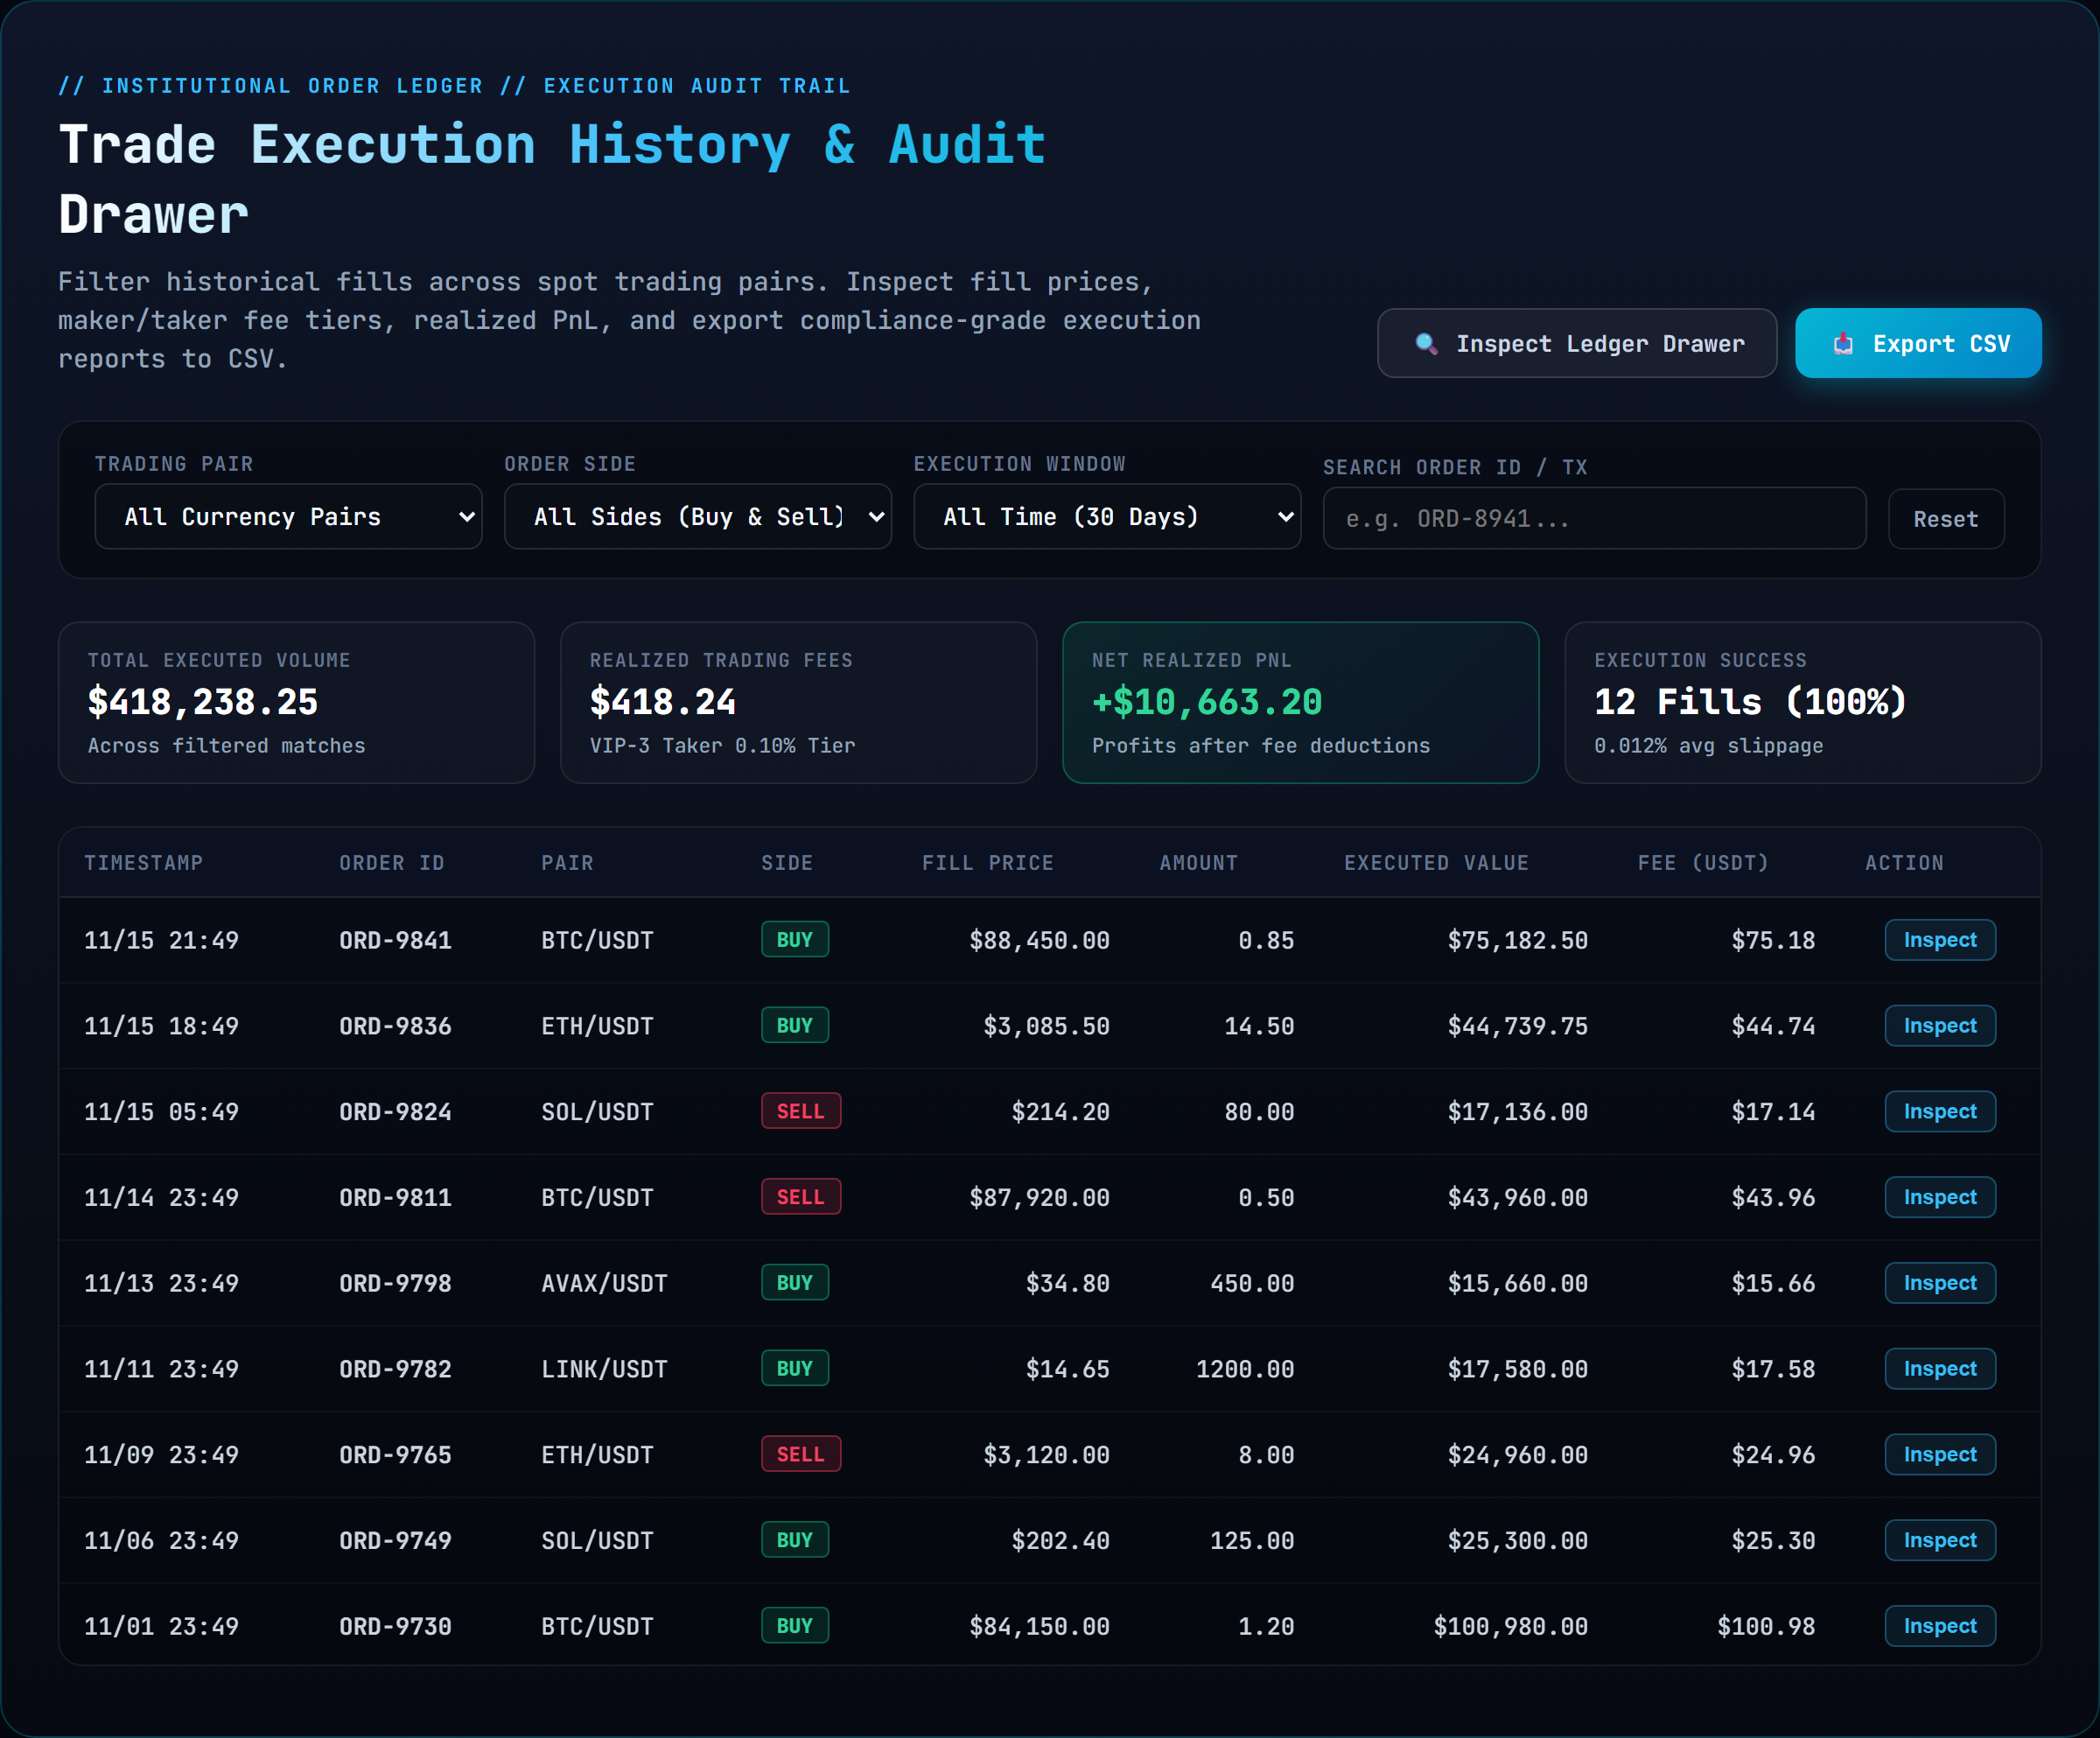 // INSTITUTIONAL ORDER LEDGER // EXECUTION AUDIT TRAIL
Trade Execution History & Audit
Drawer
Filter historical fills across spot trading pairs. Inspect fill prices,
maker/taker fee tiers, realized PnL, and export compliance-grade execution
reports to CSV.
Inspect Ledger Drawer
Export CSV
TRADING PAIR ORDER SIDE EXECUTION WINDOW SEARCH ORDER ID / TX
All Currency Pairs All Sides (Buy & Sell) All Time (30 Days) e.g. ORD-8941... Reset
TOTAL EXECUTED VOLUME
$418,238.25
Across filtered matches
REALIZED TRADING FEES
$418.24
VIP-3 Taker 0.10% Tier
NET REALIZED PNL
+$10,663.20
Profits after fee deductions
EXECUTION SUCCESS
12 Fills (100%)
0.012% avg slippage
TIMESTAMP ORDER ID PAIR SIDE FILL PRICE AMOUNT EXECUTED VALUE FEE (USDT) ACTION
11/15 21:49 ORD-9841 BTC/USDT BUY $88,450.00 0.85 $75,182.50 $75.18 Inspect
11/15 18:49 ORD-9836 ETH/USDT BUY $3,085.50 14.50 $44,739.75 $44.74 Inspect
11/15 05:49 ORD-9824 SOL/USDT SELL $214.20 80.00 $17,136.00 $17.14 Inspect
11/14 23:49 ORD-9811 BTC/USDT SELL $87,920.00 0.50 $43,960.00 $43.96 Inspect
11/13 23:49 ORD-9798 AVAX/USDT BUY $34.80 450.00 $15,660.00 $15.66 Inspect
11/11 23:49 ORD-9782 LINK/USDT BUY $14.65 1200.00 $17,580.00 $17.58 Inspect
11/09 23:49 ORD-9765 ETH/USDT SELL $3,120.00 8.00 $24,960.00 $24.96 Inspect
11/06 23:49 ORD-9749 SOL/USDT BUY $202.40 125.00 $25,300.00 $25.30 Inspect
11/01 23:49 ORD-9730 BTC/USDT BUY $84,150.00 1.20 $100,980.00 $100.98 Inspect